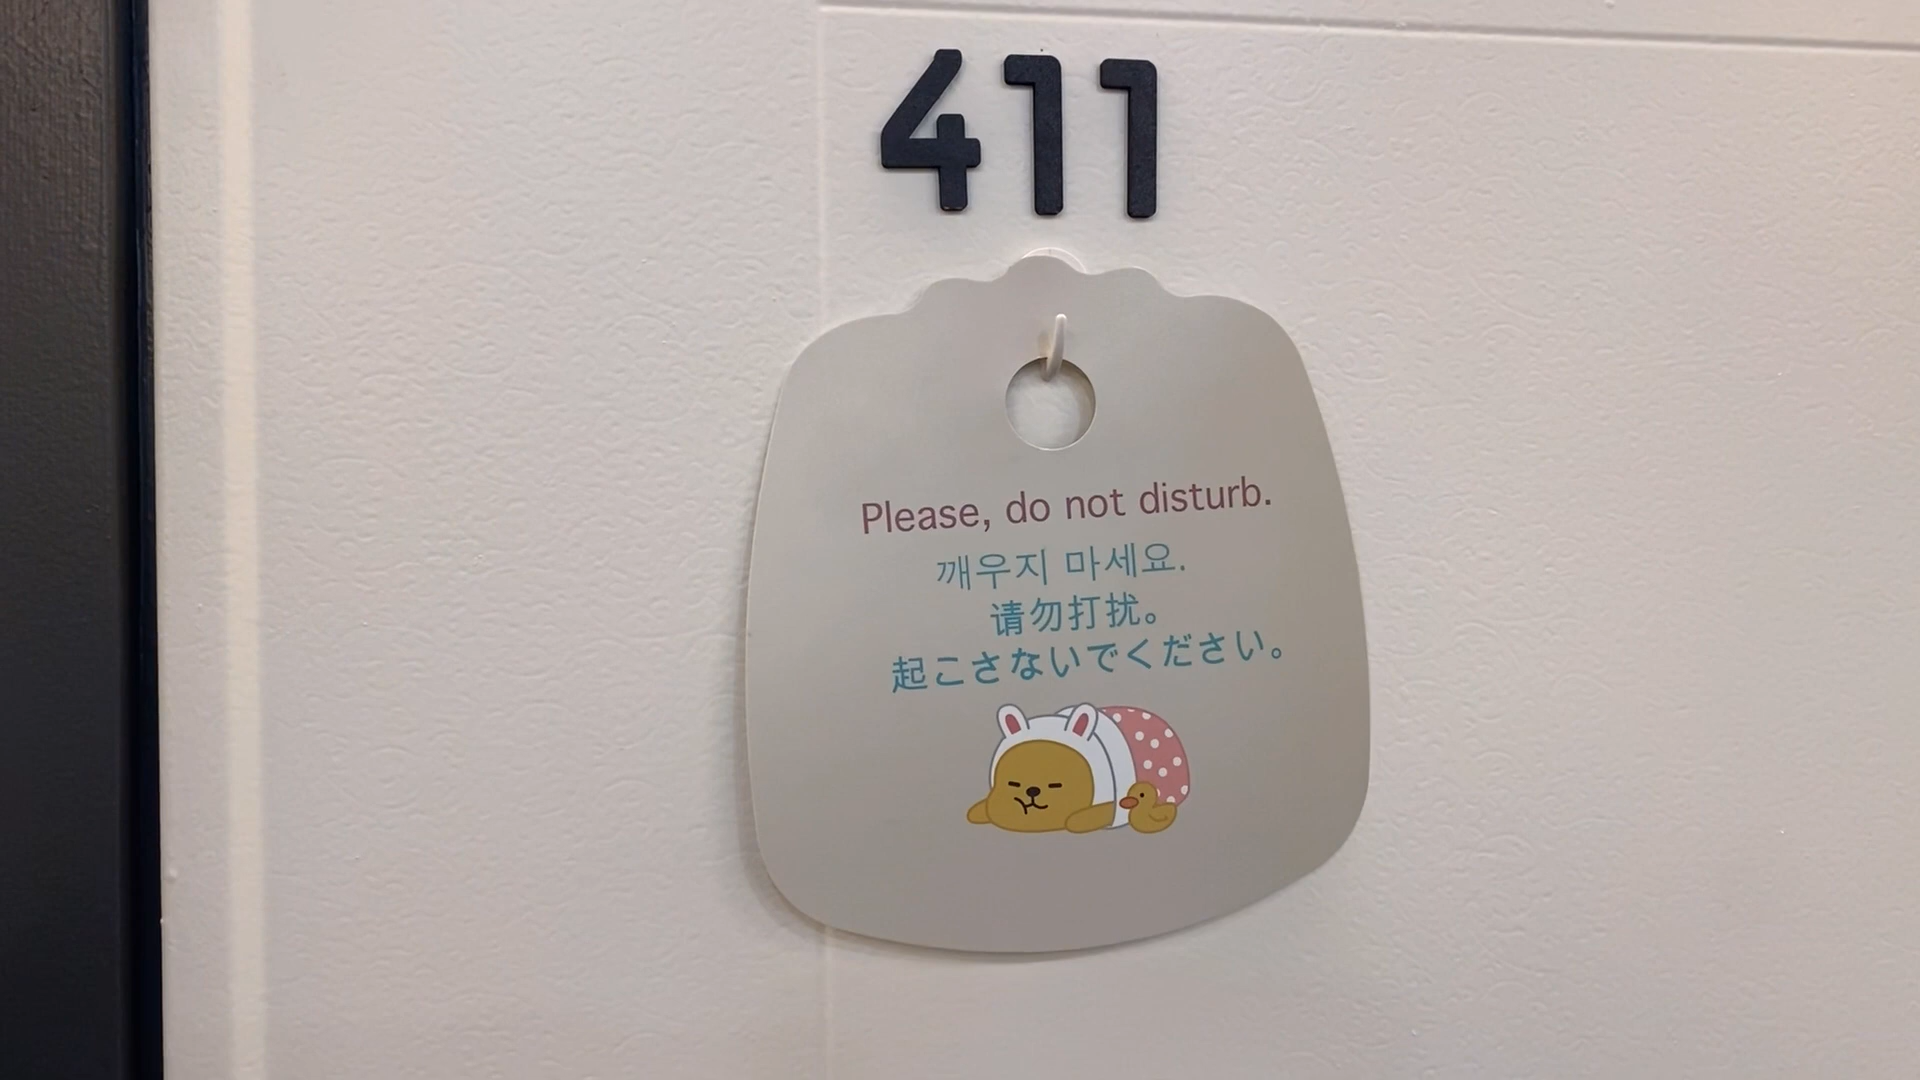 411
Please, do not disturb.
깨우지 마세요.
请勿打扰。
起こさないでください。